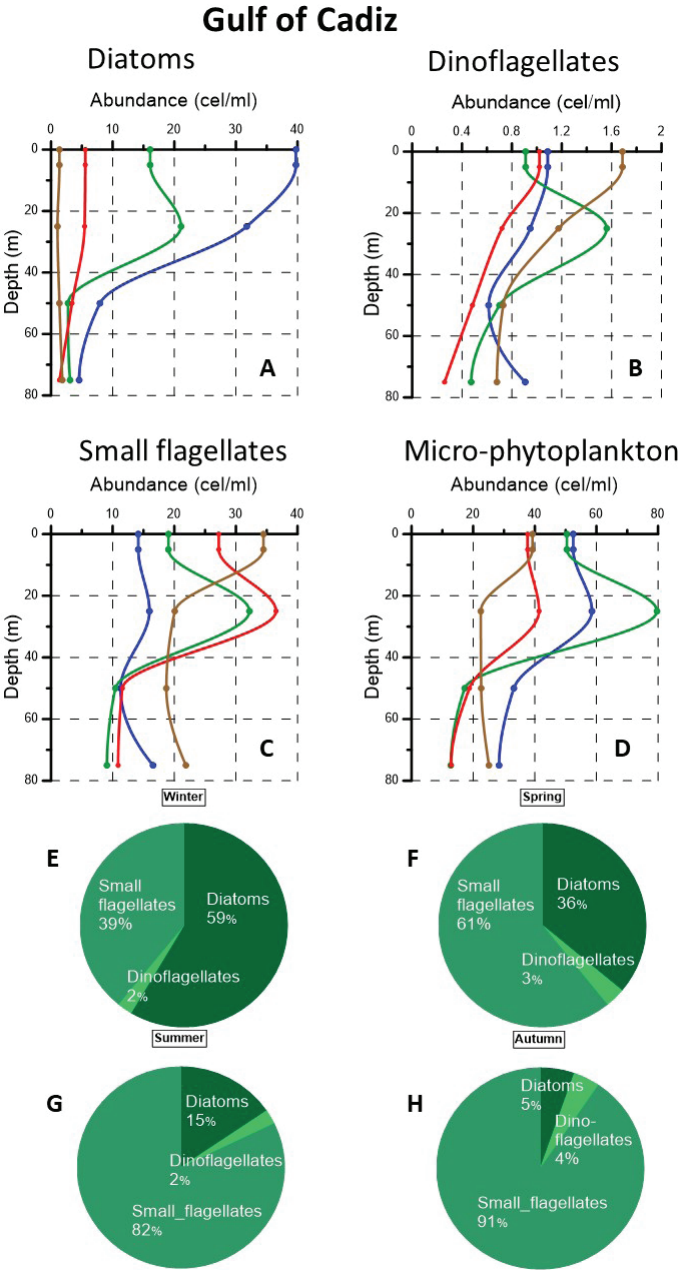 Gulf of Cadiz
Diatoms
Dinoflagellates
Abundance (cel/ml)
Abundance (cel/ml)
0 10 20 30 40
0 0.4 0.8 1.2 1.6 2
0
20
40
60
80
Depth (m)
A
0
20
40
60
80
Depth (m)
B
Small flagellates
Micro-phytoplankton
Abundance (cel/ml)
Abundance (cel/ml)
0 10 20 30 40
0 20 40 60 80
0
20
40
60
80
Depth (m)
C
0
20
40
60
80
Depth (m)
D
Winter
Spring
E
Small
flagellates
39%
Diatoms
59%
Dinoflagellates
2%
F
Small
flagellates
61%
Diatoms
36%
Dinoflagellates
3%
Summer
Autumn
G
Diatoms
15%
Dinoflagellates
2%
Small_flagellates
82%
H
Diatoms
5%
Dino-
flagellates
4%
Small_flagellates
91%